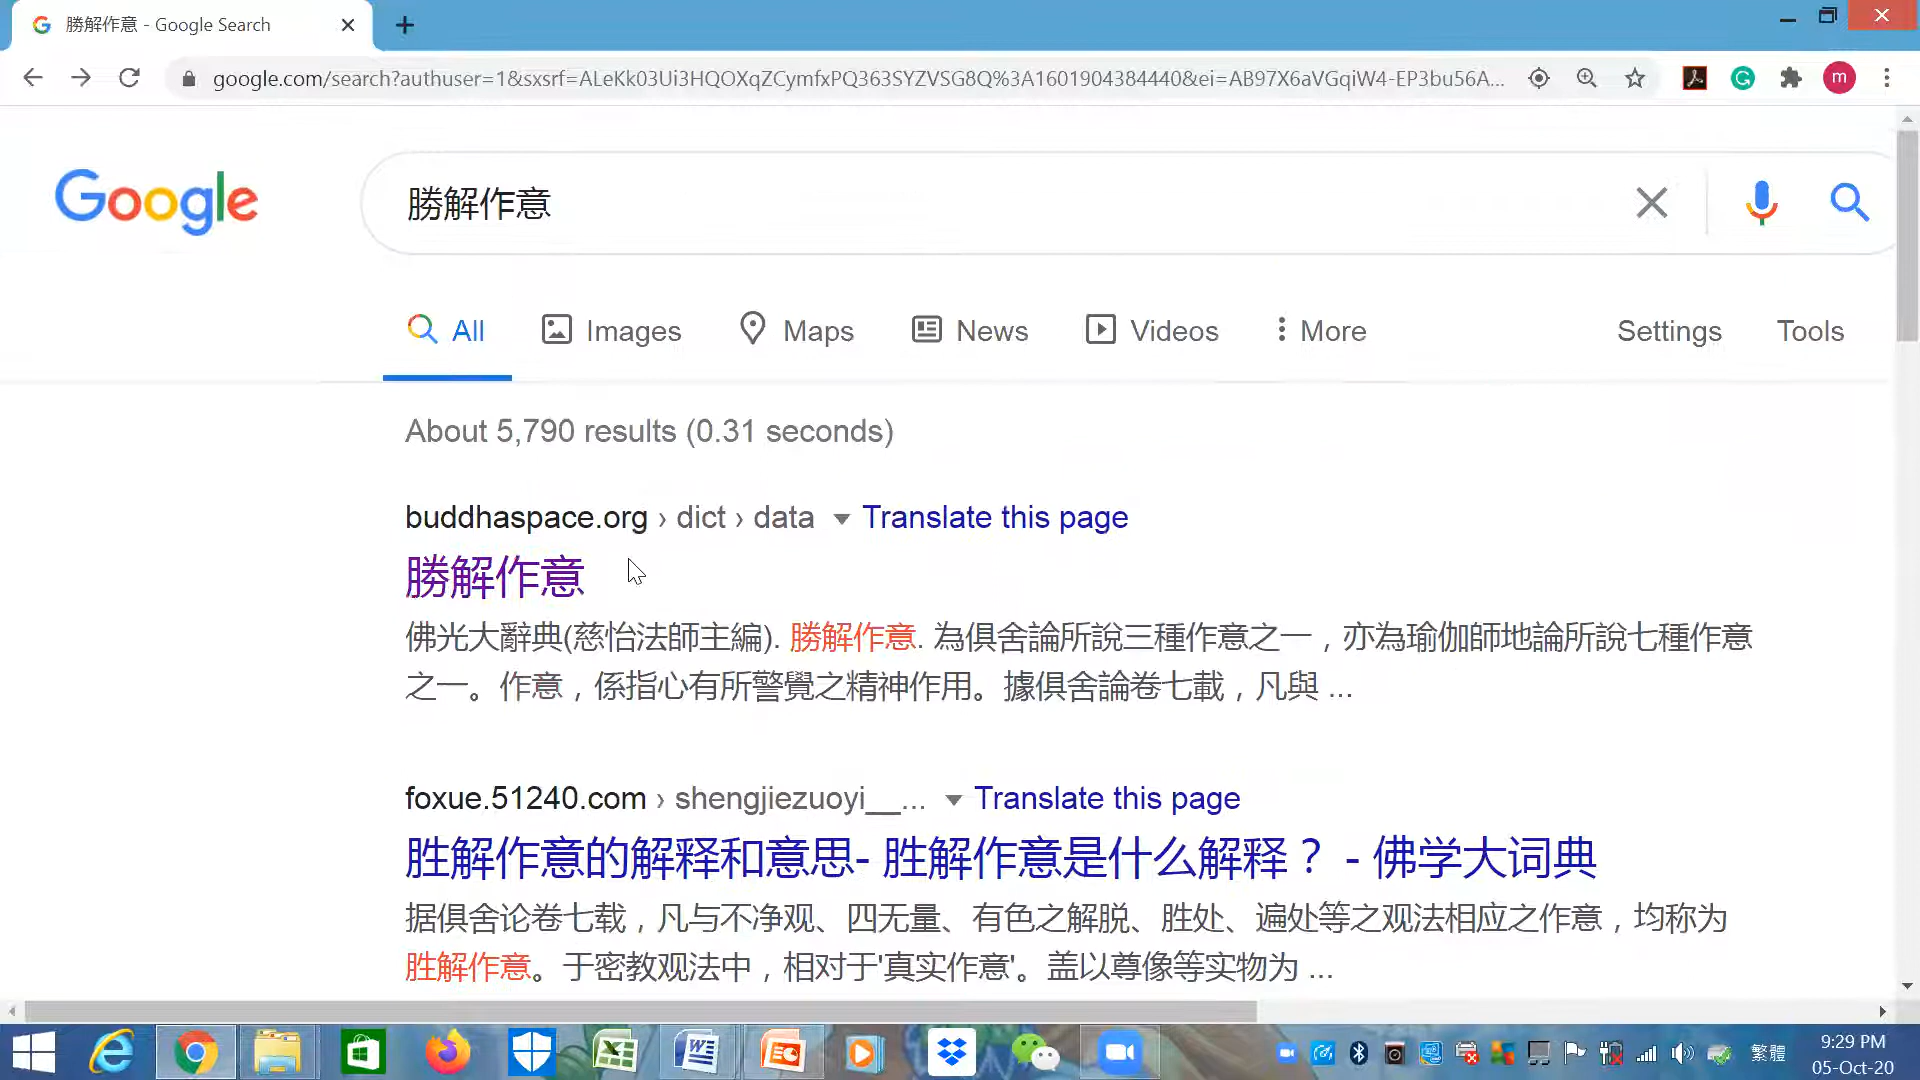 勝解作意 - Google Search
google.com/search?authuser=1&sxsrf=ALeKk03Ui3HQOXqZCymfxPQ363SYZVSG8Q%3A1601904384440&ei=AB97X6aVGqiW4-EP3bu56A...
m
Google
勝解作意
All Images Maps News Videos More Settings Tools
About 5,790 results (0.31 seconds)
buddhaspace.org › dict › data Translate this page
勝解作意
佛光大辭典(慈怡法師主編). 勝解作意. 為俱舍論所說三種作意之一，亦為瑜伽師地論所說七種作意
之一。作意，係指心有所警覺之精神作用。據俱舍論卷七載，凡與 ...
foxue.51240.com › shengjiezuoyi__... Translate this page
胜解作意的解释和意思- 胜解作意是什么解释？ - 佛学大词典
据俱舍论卷七载，凡与不净观、四无量、有色之解脱、胜处、遍处等之观法相应之作意，均称为
胜解作意。于密教观法中，相对于'真实作意'。盖以尊像等实物为 ...
繁體
9:29 PM
05-Oct-20